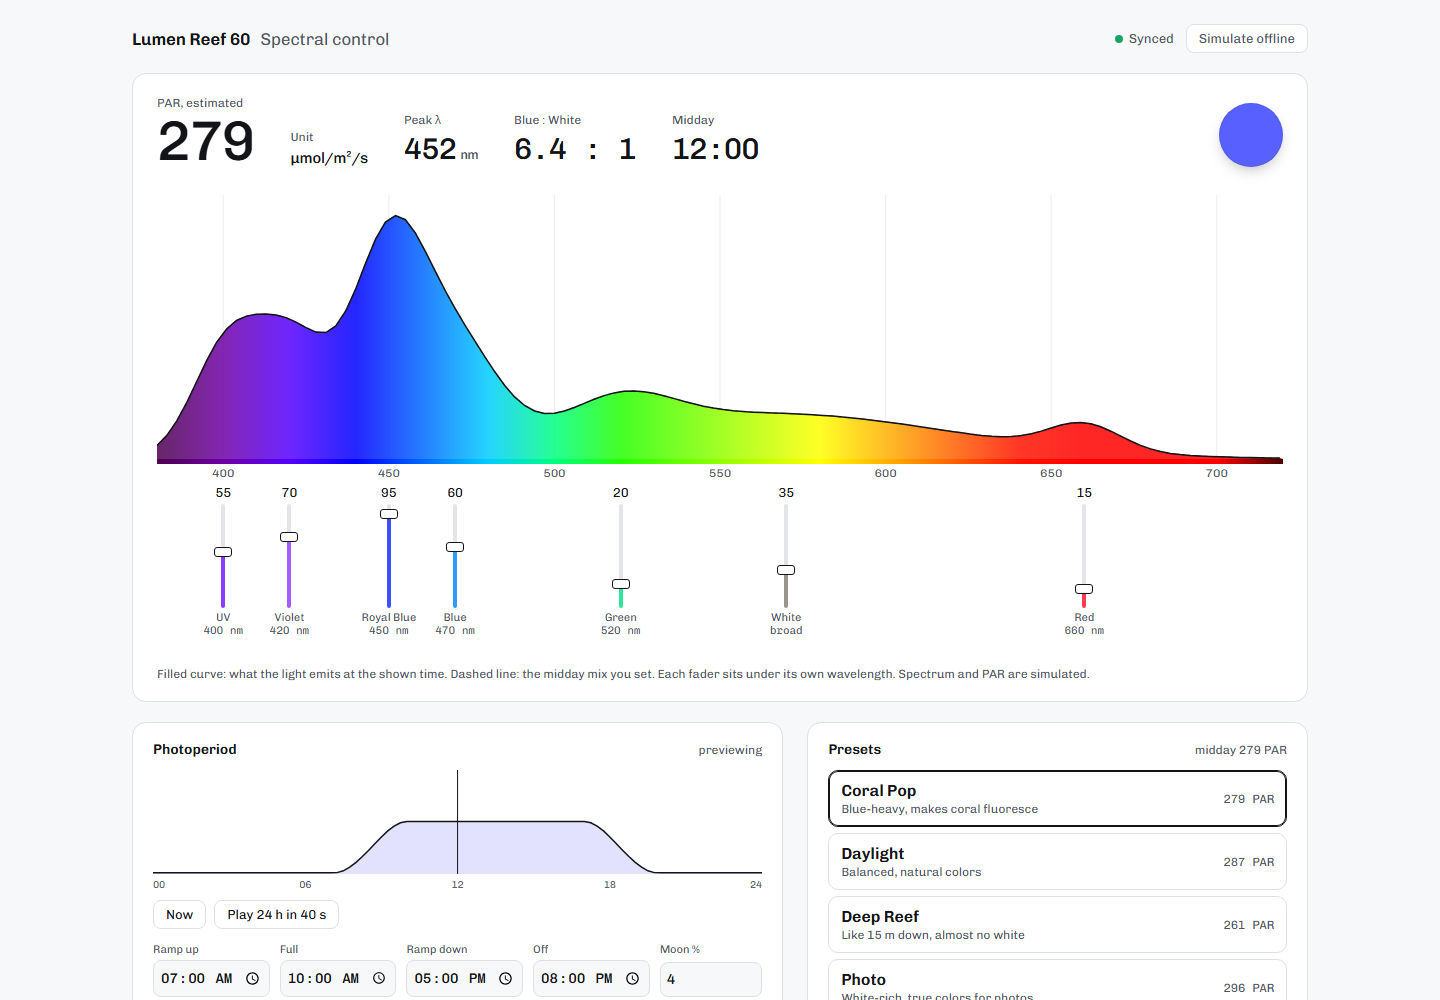 Lumen Reef 60 Spectral control
Synced
Simulate offline
PAR, estimated
279
Unit
µmol/m²/s
Peak λ
452 nm
Blue : White
6.4 : 1
Midday
12:00
400 450 500 550 600 650 700
55 70 95 60 20 35 15
UV Violet Royal Blue Blue Green White Red
400 nm 420 nm 450 nm 470 nm 520 nm broad 660 nm
Filled curve: what the light emits at the shown time. Dashed line: the midday mix you set. Each fader sits under its own wavelength. Spectrum and PAR are simulated.
Photoperiod
previewing
00 06 12 18 24
Now
Play 24 h in 40 s
Ramp up Full Ramp down Off Moon %
07:00 AM 10:00 AM 05:00 PM 08:00 PM 4
Presets
midday 279 PAR
Coral Pop
Blue-heavy, makes coral fluoresce
279 PAR
Daylight
Balanced, natural colors
287 PAR
Deep Reef
Like 15 m down, almost no white
261 PAR
Photo
White-rich, true colors for photos
296 PAR